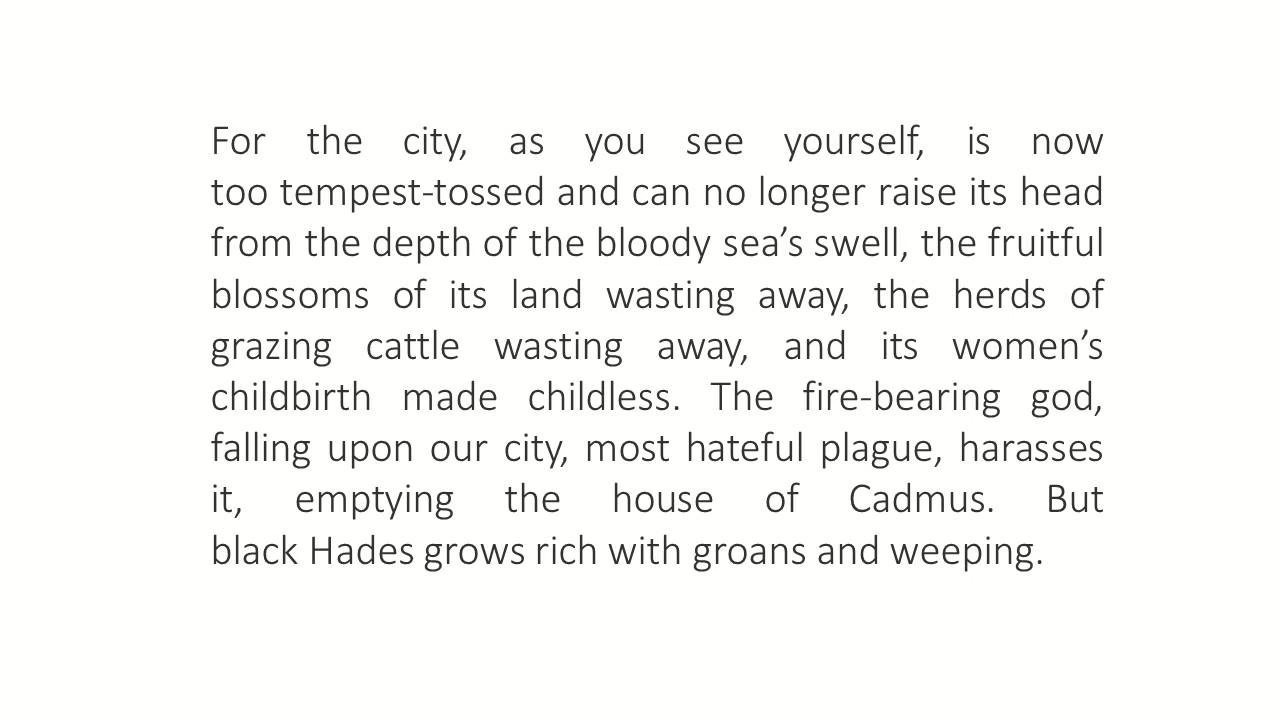 For the city, as you see yourself, is now
too tempest-tossed and can no longer raise its head
from the depth of the bloody sea’s swell, the fruitful
blossoms of its land wasting away, the herds of
grazing cattle wasting away, and its women’s
childbirth made childless. The fire-bearing god,
falling upon our city, most hateful plague, harasses
it, emptying the house of Cadmus. But
black Hades grows rich with groans and weeping.